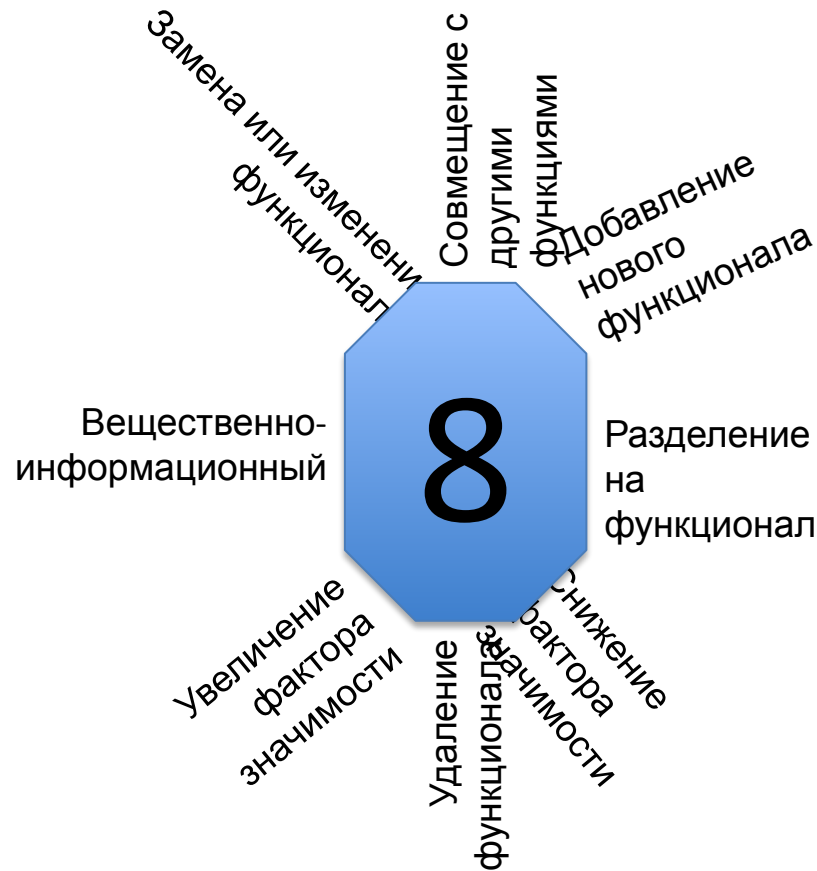 Замена или изменени
функционал
Совмещение с
другими
функциями
Добавление
нового
функционала
Вещественно-
информационный
8
Разделение
на
функционал
Увеличение
фактора
значимости
Удаление
функционала
Снижение
фактора
значимости